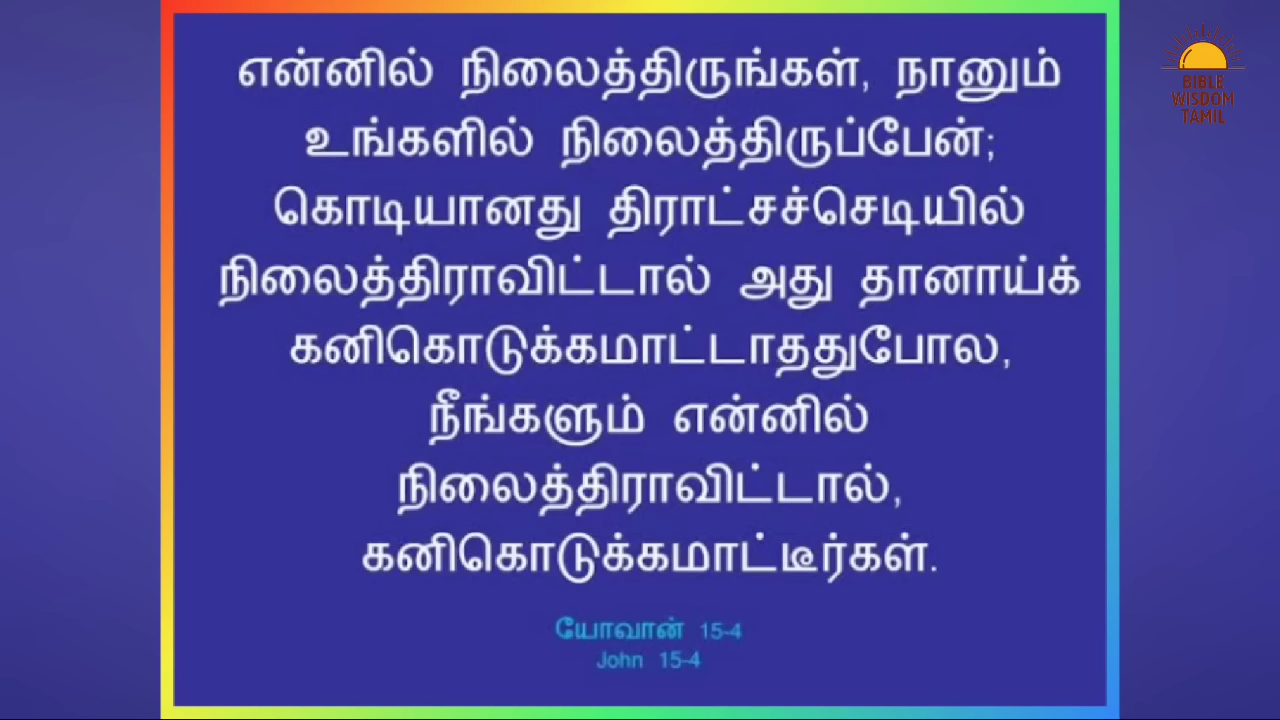 என்னில் நிலைத்திருங்கள், நானும்
உங்களில் நிலைத்திருப்பேன்;
கொடியானது திராட்சச்செடியில்
நிலைத்திராவிட்டால் அது தானாய்க்
கனிகொடுக்கமாட்டாததுபோல,
நீங்களும் என்னில்
நிலைத்திராவிட்டால்,
கனிகொடுக்கமாட்டீர்கள்.
யோவான் 15-4
John 15-4
BIBLE
WISDOM
TAMIL